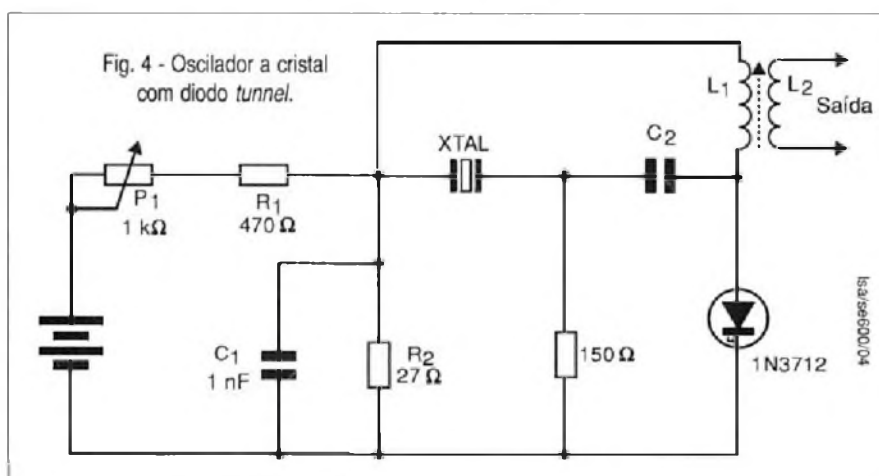 Fig. 4 - Oscilador a cristal
com diodo tunnel.
L1
L2
Saída
XTAL
C2
P1
1 kΩ
R1
470 Ω
C1
1 nF
R2
27 Ω
150 Ω
1N3712
lsa/se600/04